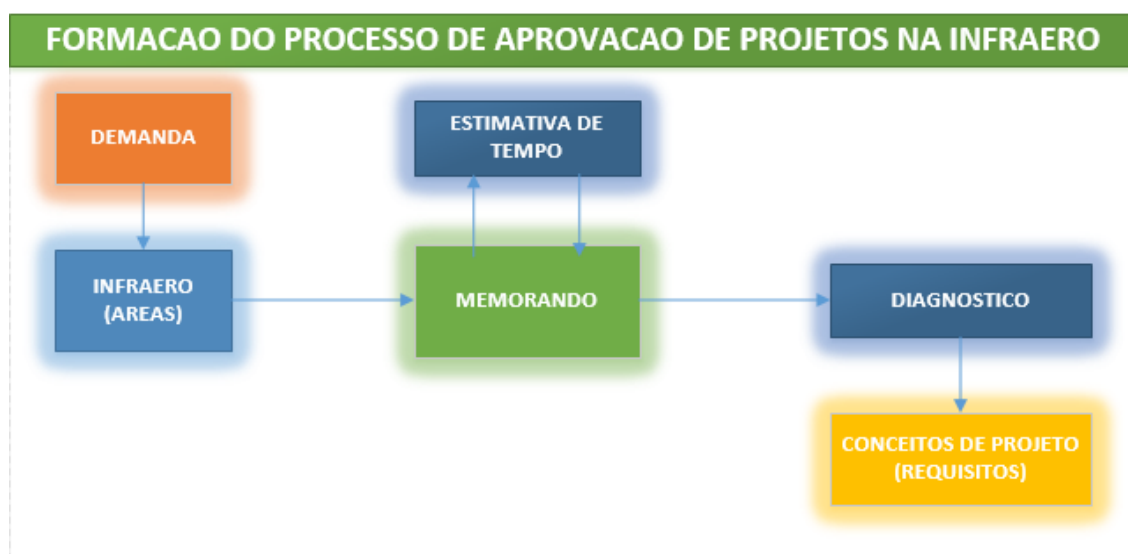 FORMACAO DO PROCESSO DE APROVACAO DE PROJETOS NA INFRAERO
DEMANDA
ESTIMATIVA DE
TEMPO
INFRAERO
(AREAS)
MEMORANDO
DIAGNOSTICO
CONCEITOS DE PROJETO
(REQUISITOS)